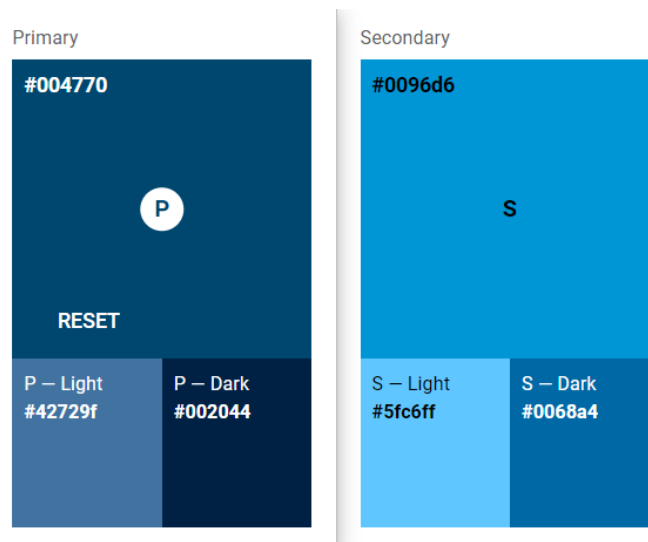 Primary
#004770
P
RESET
P — Light
#42729f
P — Dark
#002044
Secondary
#0096d6
S
S — Light
#5fc6ff
S — Dark
#0068a4